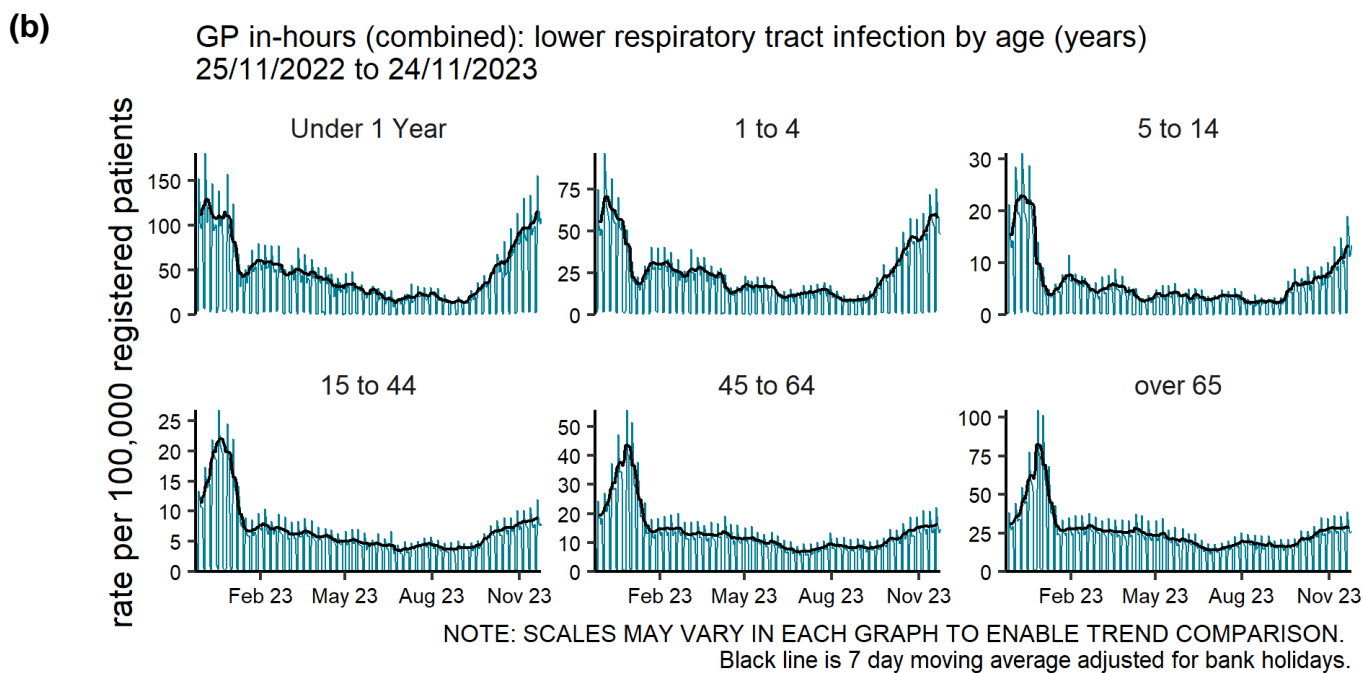 (b)
GP in-hours (combined): lower respiratory tract infection by age (years)
25/11/2022 to 24/11/2023
rate per 100,000 registered patients
Under 1 Year
150
100
50
0
1 to 4
75
50
25
0
5 to 14
30
20
10
0
15 to 44
25
20
15
10
5
0
Feb 23 May 23 Aug 23 Nov 23
45 to 64
50
40
30
20
10
0
Feb 23 May 23 Aug 23 Nov 23
over 65
100
75
50
25
0
Feb 23 May 23 Aug 23 Nov 23
NOTE: SCALES MAY VARY IN EACH GRAPH TO ENABLE TREND COMPARISON.
Black line is 7 day moving average adjusted for bank holidays.